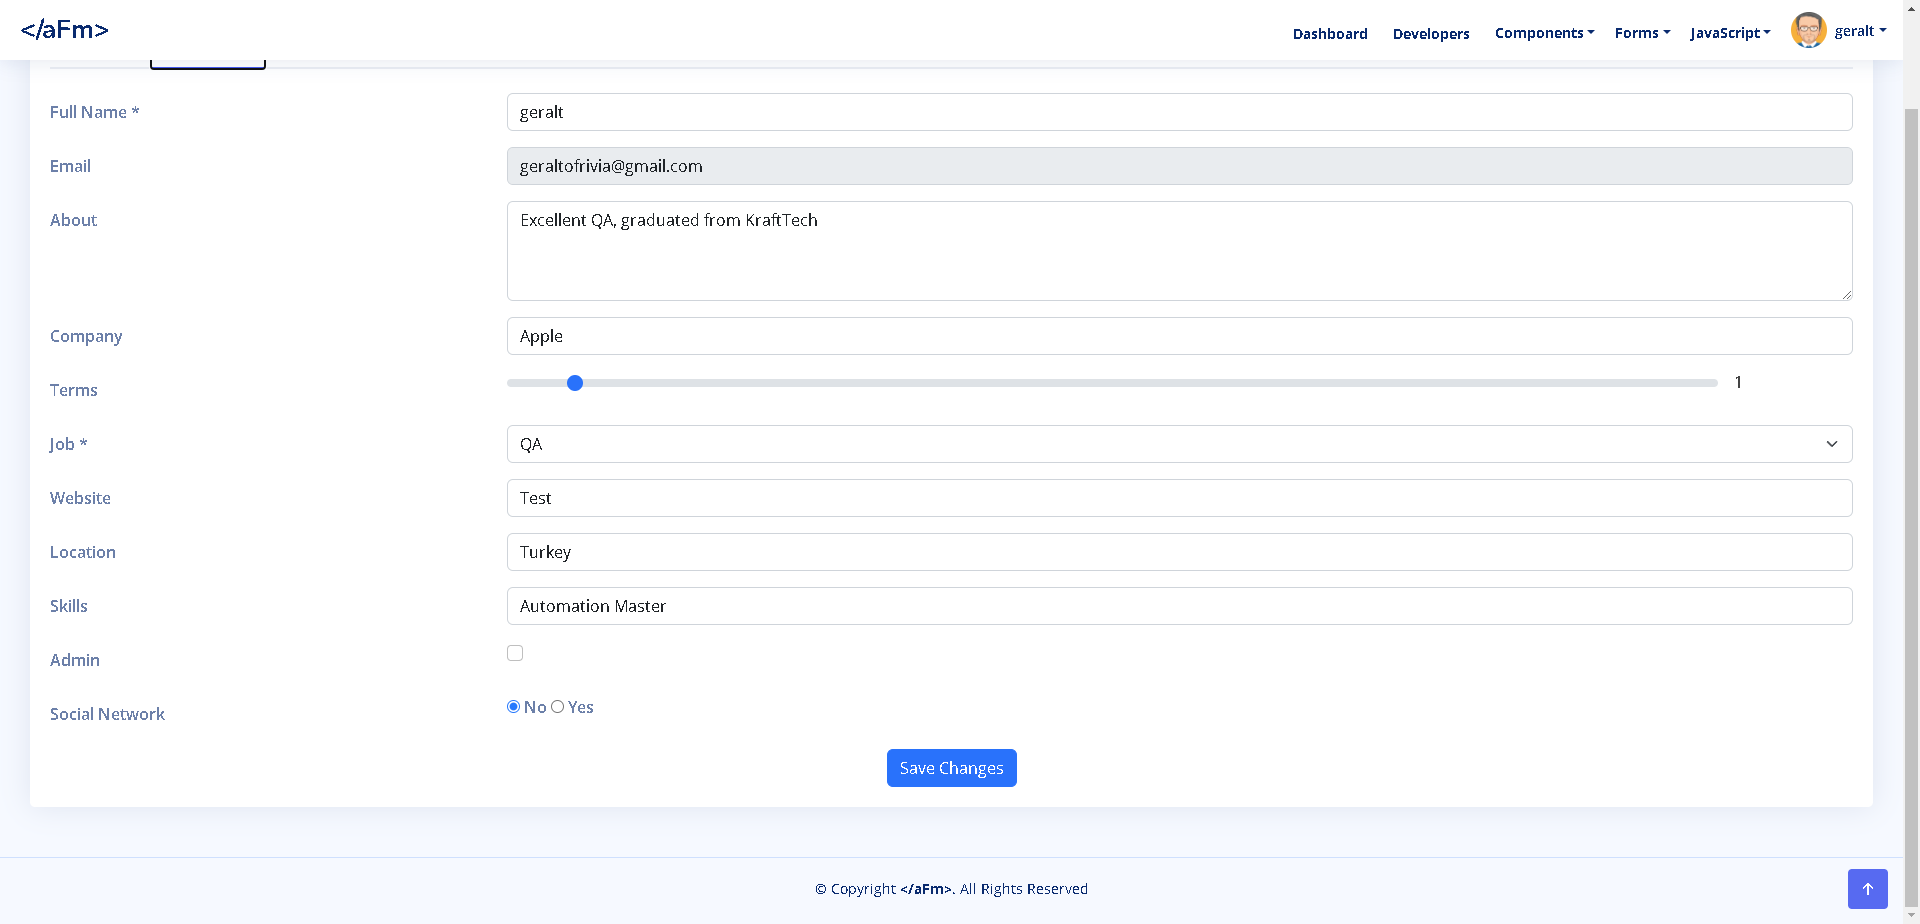 </aFm>
Dashboard Developers Components Forms JavaScript geralt
Full Name * geralt
Email geraltofrivia@gmail.com
About Excellent QA, graduated from KraftTech
Company Apple
Terms 1
Job * QA
Website Test
Location Turkey
Skills Automation Master
Admin
Social Network No Yes
Save Changes
© Copyright </aFm>. All Rights Reserved